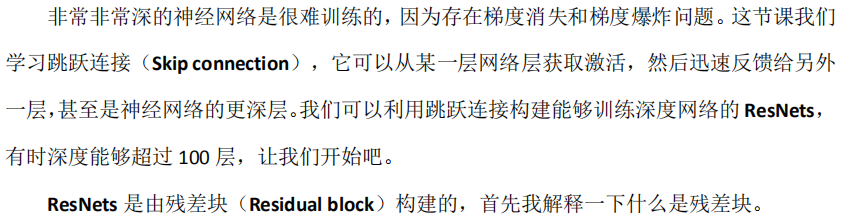 非常非常深的神经网络是很难训练的，因为存在梯度消失和梯度爆炸问题。这节课我们
学习跳跃连接（Skip connection），它可以从某一层网络层获取激活，然后迅速反馈给另外
一层，甚至是神经网络的更深层。我们可以利用跳跃连接构建能够训练深度网络的 ResNets，
有时深度能够超过 100 层，让我们开始吧。
ResNets 是由残差块（Residual block）构建的，首先我解释一下什么是残差块。